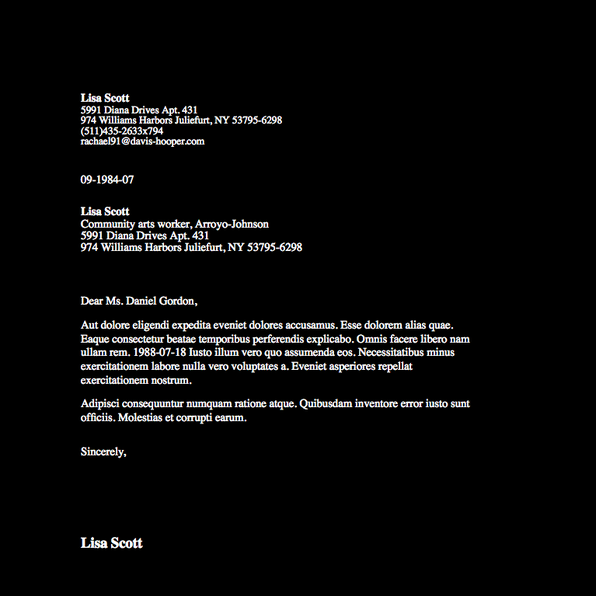 Lisa Scott
5991 Diana Drives Apt. 431
974 Williams Harbors Juliefurt, NY 53795-6298
(511)435-2633x794
rachael91@davis-hooper.com
09-1984-07
Lisa Scott
Community arts worker, Arroyo-Johnson
5991 Diana Drives Apt. 431
974 Williams Harbors Juliefurt, NY 53795-6298
Dear Ms. Daniel Gordon,
Aut dolore eligendi expedita eveniet dolores accusamus. Esse dolorem alias quae.
Eaque consectetur beatae temporibus perferendis explicabo. Omnis facere libero nam
ullam rem. 1988-07-18 Iusto illum vero quo assumenda eos. Necessitatibus minus
exercitationem labore nulla vero voluptates a. Eveniet asperiores repellat
exercitationem nostrum.
Adipisci consequuntur numquam ratione atque. Quibusdam inventore error iusto sunt
officiis. Molestias et corrupti earum.
Sincerely,
Lisa Scott